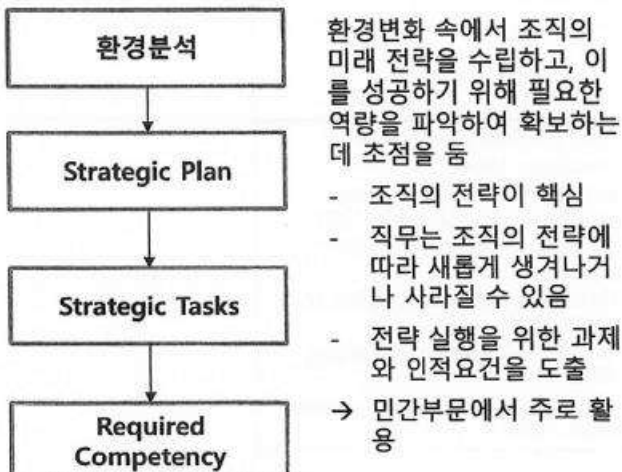 환경분석
Strategic Plan
Strategic Tasks
Required
Competency
환경변화 속에서 조직의
미래 전략을 수립하고, 이
를 성공하기 위해 필요한
역량을 파악하여 확보하는
데 초점을 둠
- 조직의 전략이 핵심
- 직무는 조직의 전략에
따라 새롭게 생겨나거
나 사라질 수 있음
- 전략 실행을 위한 과제
와 인적요건을 도출
→ 민간부문에서 주로 활
용